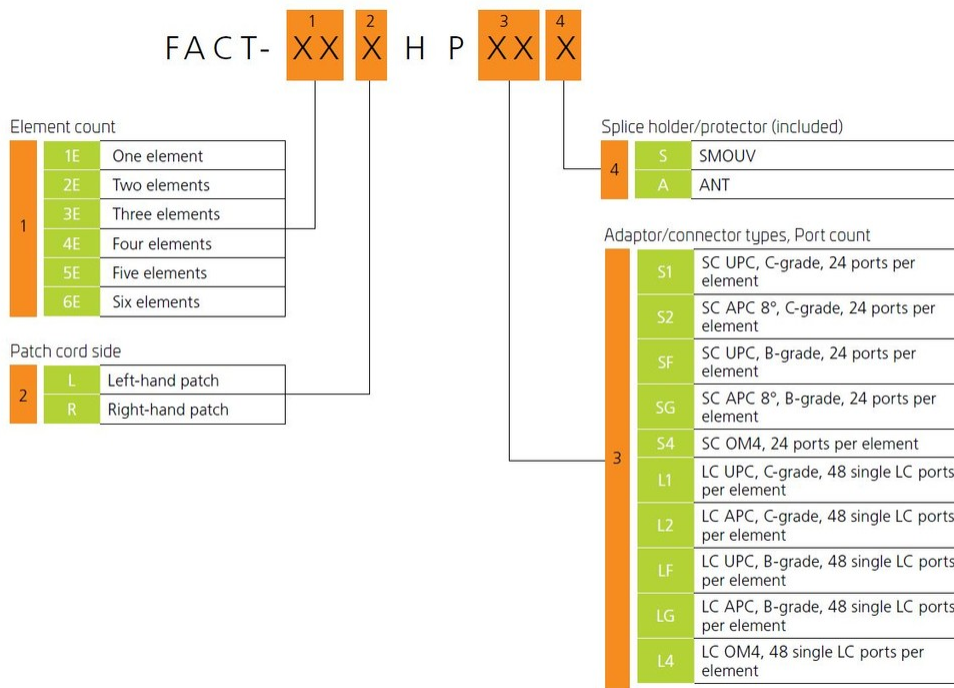 1 2 3 4
FACT- XX X H P XX X
Element count
1
1E One element
2E Two elements
3E Three elements
4E Four elements
5E Five elements
6E Six elements
Patch cord side
2
L Left-hand patch
R Right-hand patch
Splice holder/protector (included)
4
S SMOUV
A ANT
Adaptor/connector types, Port count
3
S1 SC UPC, C-grade, 24 ports per
element
S2 SC APC 8°, C-grade, 24 ports per
element
SF SC UPC, B-grade, 24 ports per
element
SG SC APC 8°, B-grade, 24 ports per
element
S4 SC OM4, 24 ports per element
L1 LC UPC, C-grade, 48 single LC ports
per element
L2 LC APC, C-grade, 48 single LC ports
per element
LF LC UPC, B-grade, 48 single LC ports
per element
LG LC APC, B-grade, 48 single LC ports
per element
L4 LC OM4, 48 single LC ports per
element